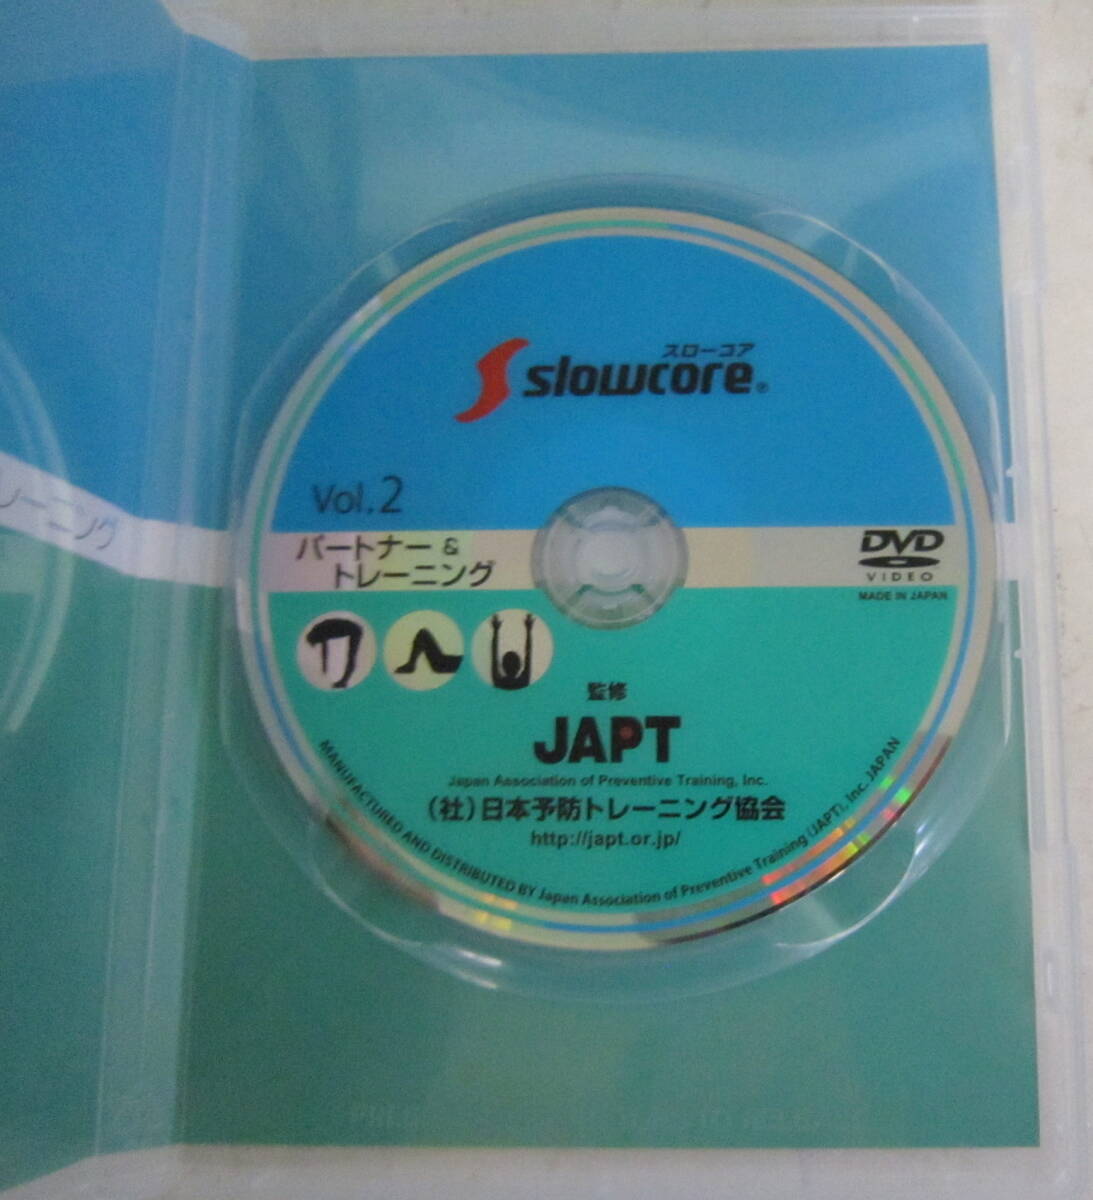 スローコア
slowcore®
Vol.2
パートナー &
トレーニング
DVD
VIDEO
MADE IN JAPAN
監修
JAPT
Japan Association of Preventive Training, Inc.
(社)日本予防トレーニング協会
http://japt.or.jp/
MANUFACTURED AND DISTRIBUTED BY Japan Association of Preventive Training (JAPT), Inc. JAPAN
レーニング